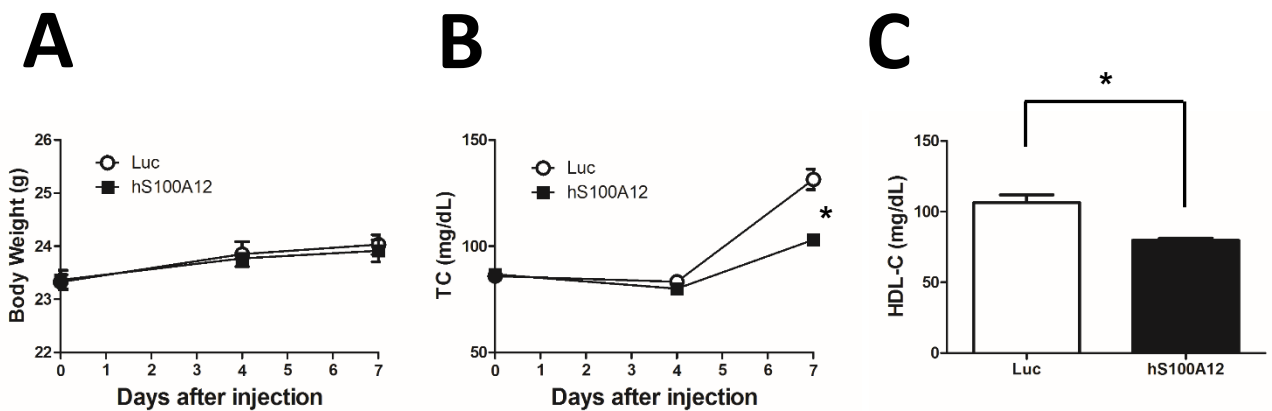 A
B
C
26
25
24
23
22
Body Weight (g)
Luc
hS100A12
0 1 2 3 4 5 6 7
Days after injection
150
100
50
TC (mg/dL)
Luc
hS100A12
*
0 1 2 3 4 5 6 7
Days after injection
*
150
100
50
0
HDL-C (mg/dL)
Luc
hS100A12